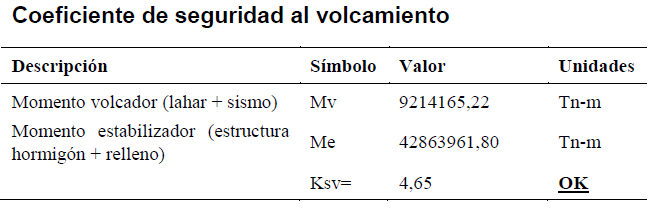 Coeficiente de seguridad al volcamiento
Descripción Símbolo Valor Unidades
Momento volcador (lahar + sismo) Mv 9214165,22 Tn-m
Momento estabilizador (estructura
hormigón + relleno) Me 42863961,80 Tn-m
Ksv= 4,65 OK